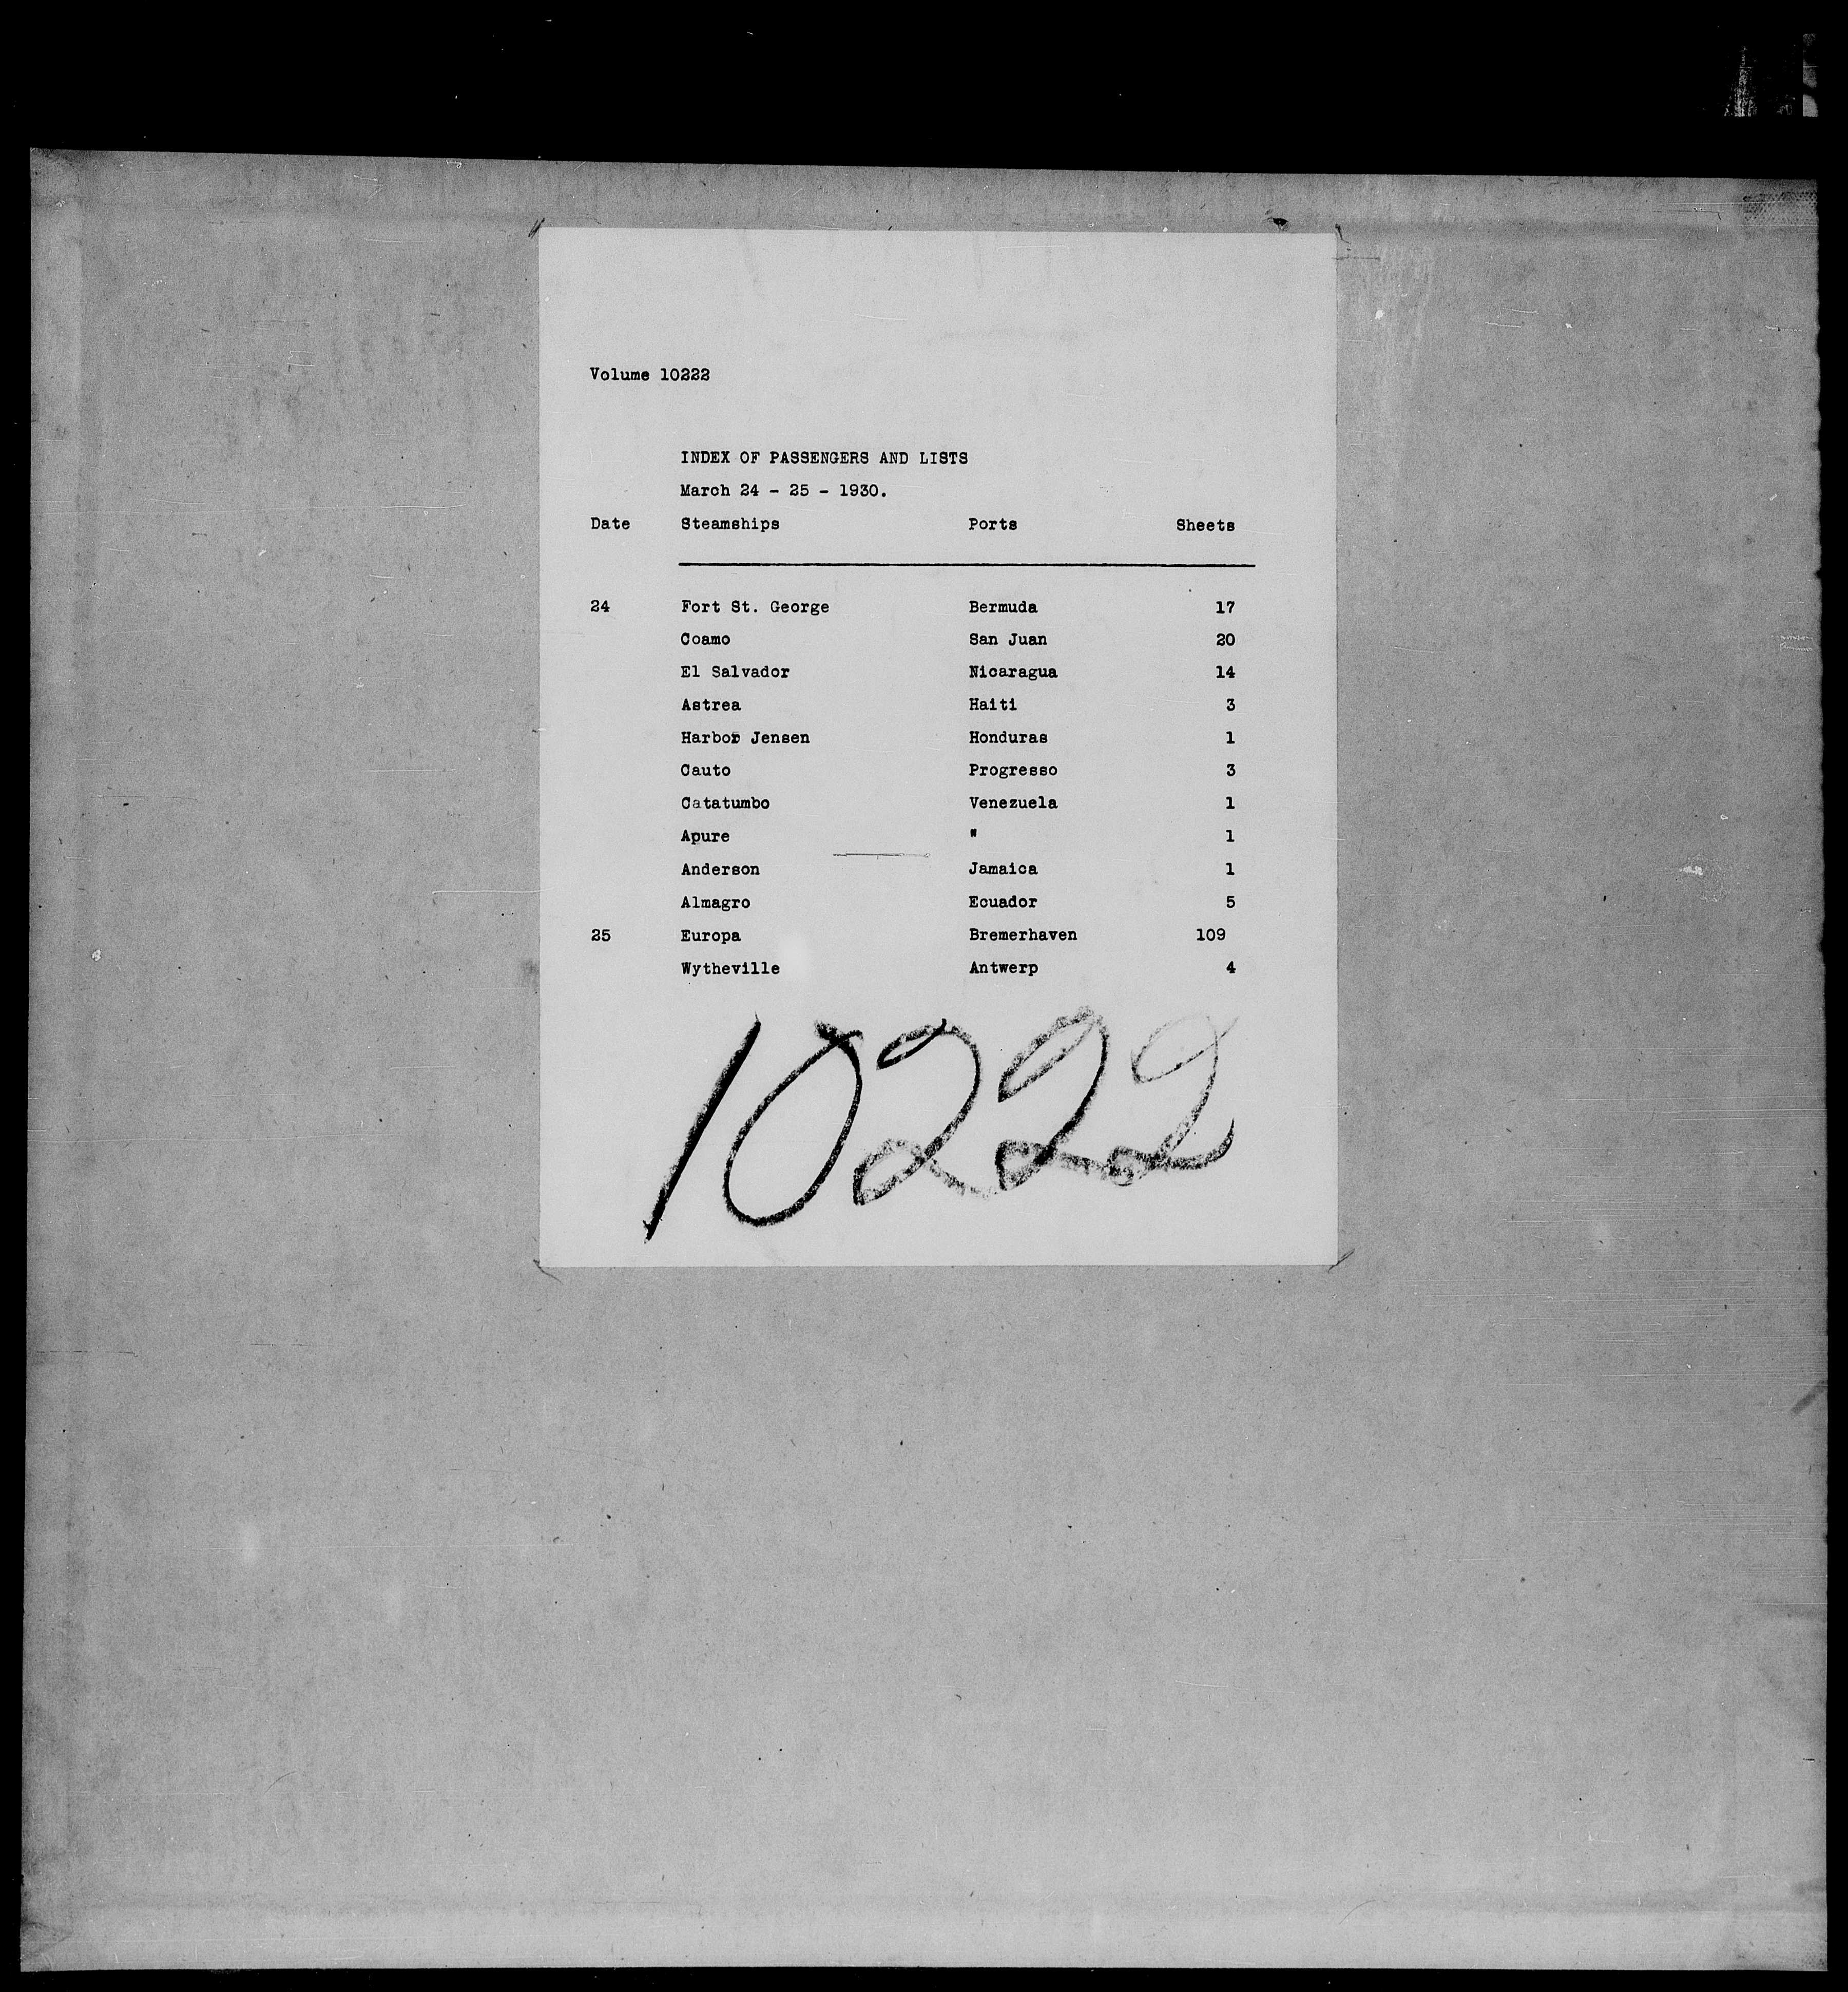 Volume 10222
INDEX OF PASSENGERS AND LISTS
March 24 - 25 - 1930.
Date Steamships Ports Sheets
24 Fort St. George Bermuda 17
Coamo San Juan 20
El Salvador Nicaragua 14
Astrea Haiti 3
Harbor Jensen Honduras 1
Cauto Progresso 3
Catatumbo Venezuela 1
Apure " 1
Anderson Jamaica 1
Almagro Ecuador 5
25 Europa Bremerhaven 109
Wytheville Antwerp 4
10222